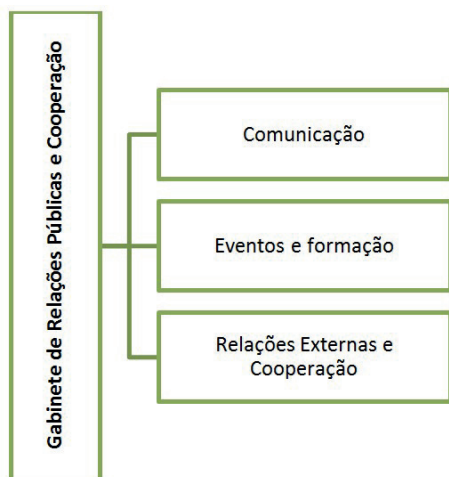 Gabinete de Relações Públicas e Cooperação
Comunicação
Eventos e formação
Relações Externas e
Cooperação